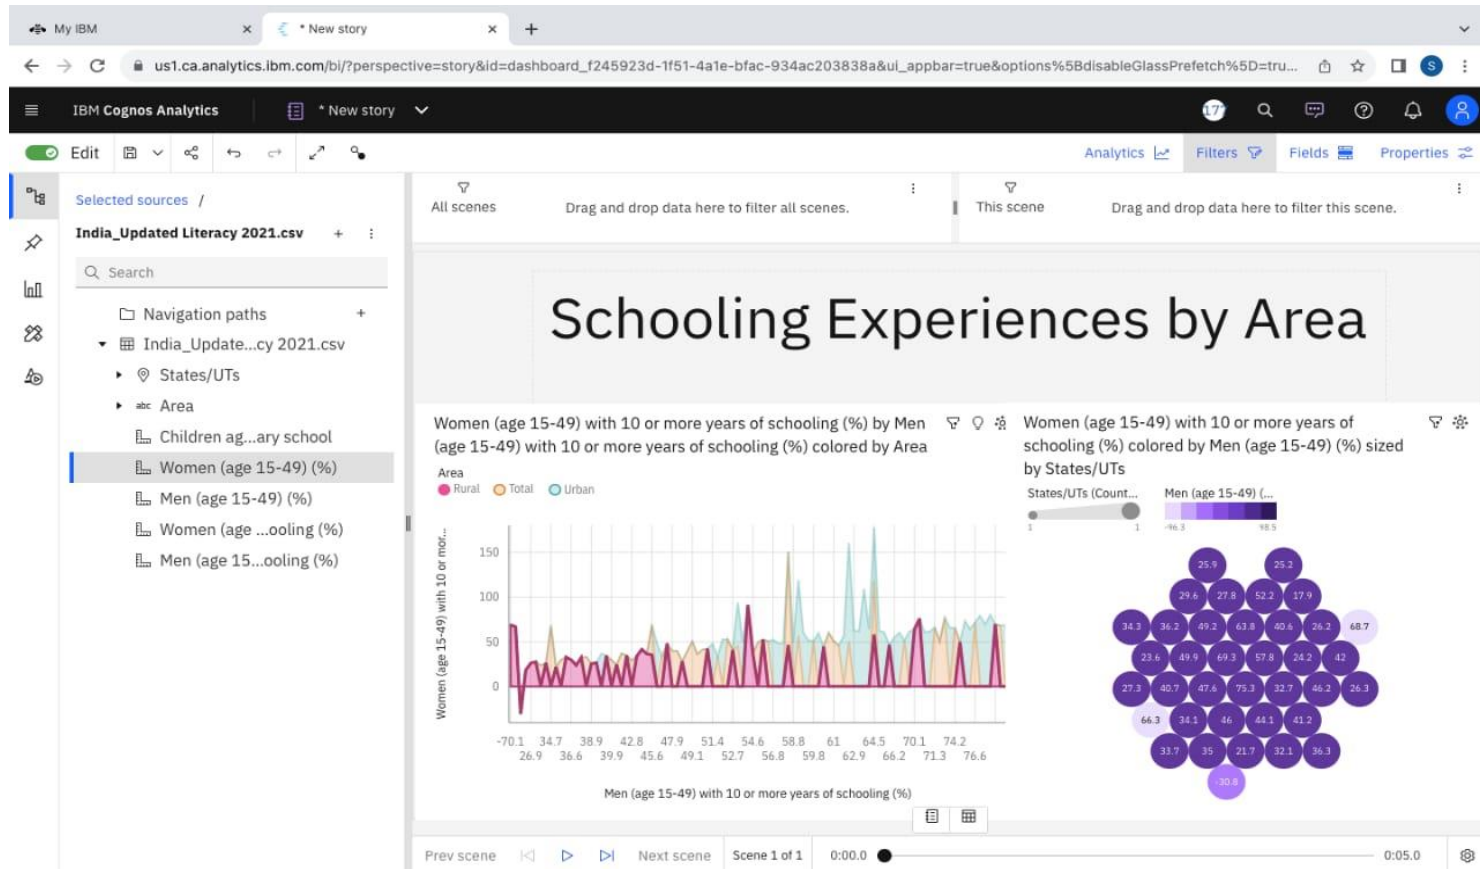 My IBM
* New story
us1.ca.analytics.ibm.com/bi/?perspective=story&id=dashboard_f245923d-1f51-4a1e-bfac-934ac203838a&ui_appbar=true&options%5BdisableGlassPrefetch%5D=tru...
S
IBM Cognos Analytics
* New story
Edit
Analytics
Filters
Fields
Properties
Selected sources /
India_Updated Literacy 2021.csv
Search
Navigation paths
India_Update...cy 2021.csv
States/UTs
abc Area
Children ag...ary school
Women (age 15-49) (%)
Men (age 15-49) (%)
Women (age ...ooling (%)
Men (age 15...ooling (%)
All scenes
Drag and drop data here to filter all scenes.
This scene
Drag and drop data here to filter this scene.
Schooling Experiences by Area
Women (age 15-49) with 10 or more years of schooling (%) by Men
(age 15-49) with 10 or more years of schooling (%) colored by Area
Area
Rural Total Urban
Women (age 15-49) with 10 or mor...
150
100
50
0
-70.1 34.7 38.9 42.8 47.9 51.4 54.6 58.8 61 64.5 70.1 74.2
26.9 36.6 39.9 45.6 49.1 52.7 56.8 59.8 62.9 66.2 71.3 76.6
Men (age 15-49) with 10 or more years of schooling (%)
Women (age 15-49) with 10 or more years of
schooling (%) colored by Men (age 15-49) (%) sized
by States/UTs
States/UTs (Count...
1 1
Men (age 15-49) (...
-96.3 98.5
25.9 25.2
29.6 27.8 52.2 17.9
34.3 36.2 49.2 63.8 40.6 26.2 68.7
23.6 49.9 69.3 57.8 24.2 42
27.3 40.7 47.6 75.3 32.7 46.2 26.3
66.3 34.1 46 44.1 41.2
33.7 35 21.7 32.1 36.3
-30.8
Prev scene
Next scene
Scene 1 of 1
0:00.0
0:05.0